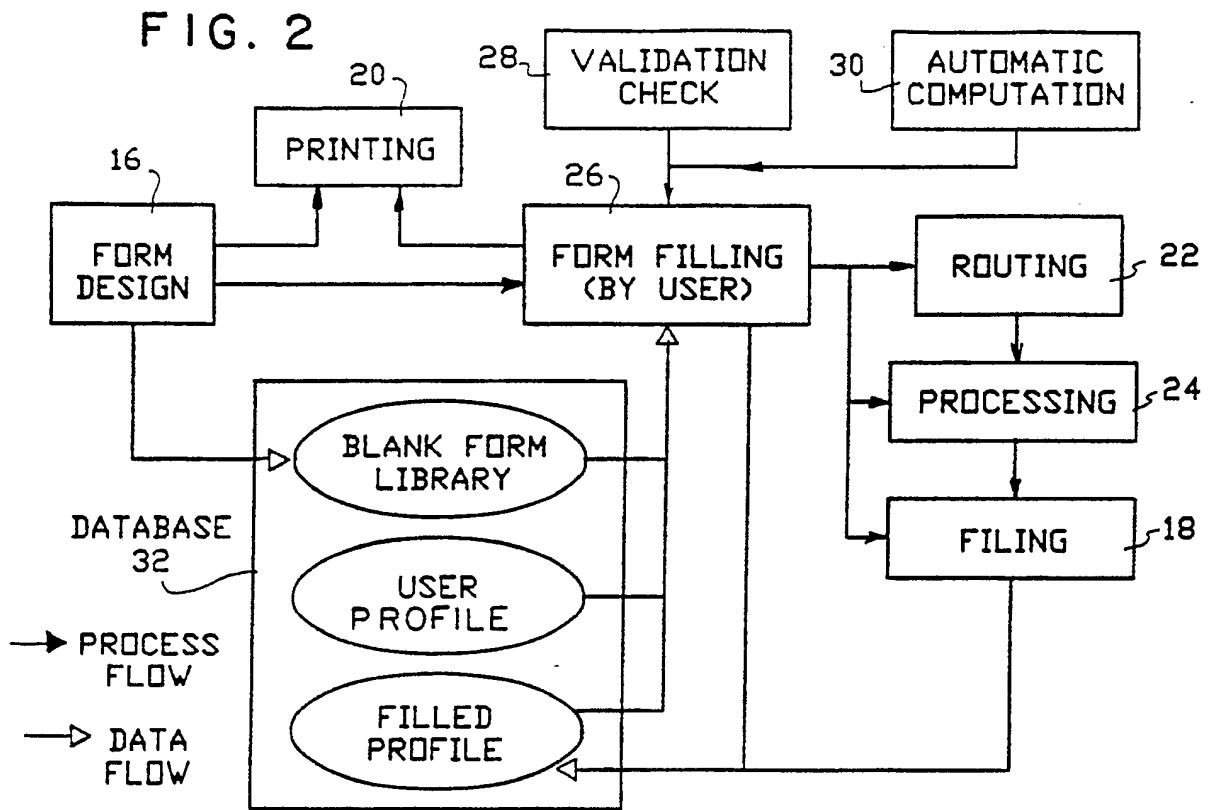 FIG. 2
28
VALIDATION
CHECK
30
AUTOMATIC
COMPUTATION
20
PRINTING
16
FORM
DESIGN
26
FORM FILLING
(BY USER)
ROUTING
22
PROCESSING
24
FILING
18
BLANK FORM
LIBRARY
DATABASE
32
USER
PROFILE
FILLED
PROFILE
PROCESS
FLOW
DATA
FLOW